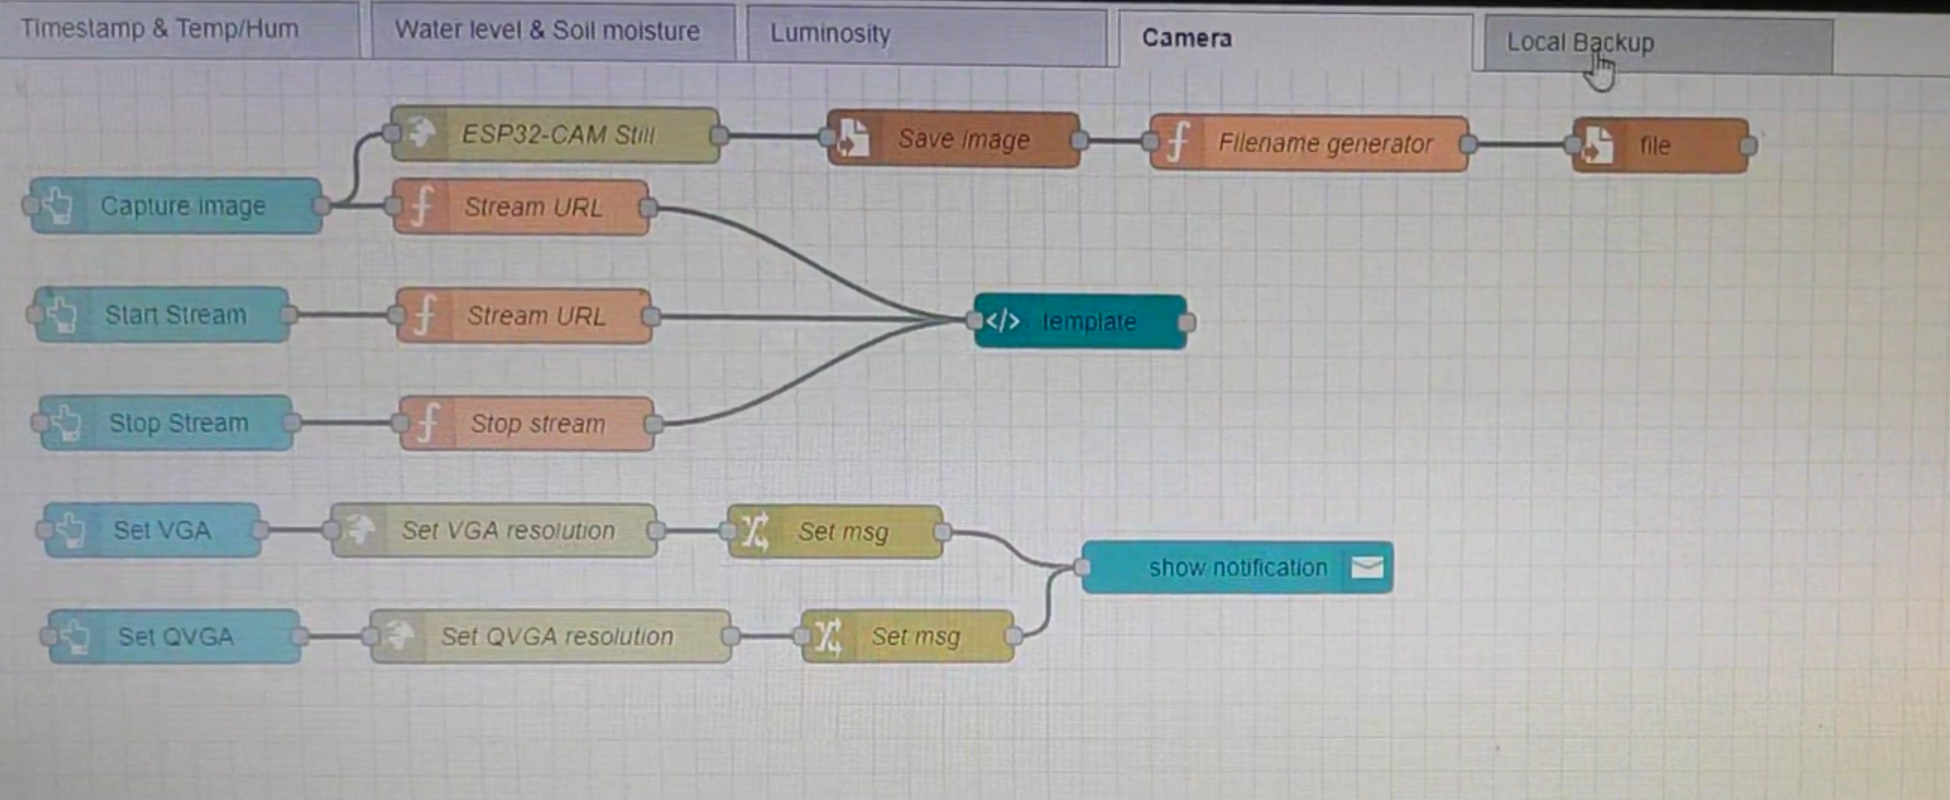 Timestamp & Temp/Hum
Water level & Soil moisture
Luminosity
Camera
Local Backup
ESP32-CAM Still
Save image
Filename generator
file
Capture image
Stream URL
Start Stream
Stream URL
template
Stop Stream
Stop stream
Set VGA
Set VGA resolution
Set msg
show notification
Set QVGA
Set QVGA resolution
Set msg